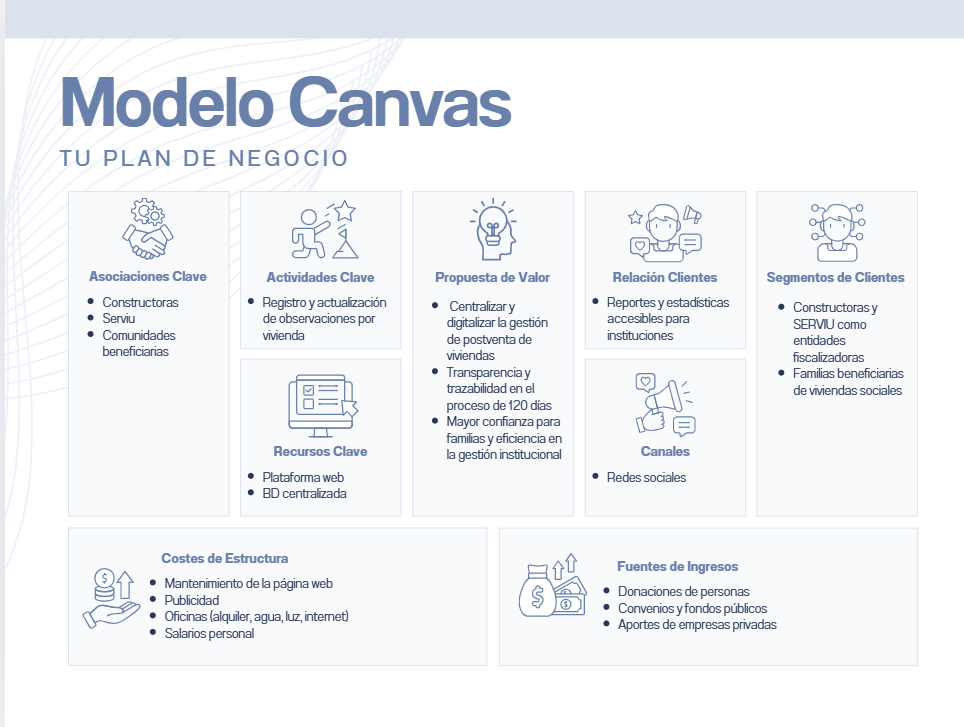 Modelo Canvas
TU PLAN DE NEGOCIO
Asociaciones Clave
• Constructoras
• Serviu
• Comunidades
beneficiarias
Actividades Clave
• Registro y actualización
de observaciones por
vivienda
Recursos Clave
• Plataforma web
• BD centralizada
Propuesta de Valor
• Centralizar y
digitalizar la gestión
de postventa de
viviendas
• Transparencia y
trazabilidad en el
proceso de 120 días
• Mayor confianza para
familias y eficiencia en
la gestión institucional
Relación Clientes
• Reportes y estadísticas
accesibles para
instituciones
Canales
• Redes sociales
Segmentos de Clientes
• Constructoras y
SERVIU como
entidades
fiscalizadoras
• Familias beneficiarias
de viviendas sociales
Costes de Estructura
• Mantenimiento de la página web
• Publicidad
• Oficinas (alquiler, agua, luz, internet)
• Salarios personal
Fuentes de Ingresos
• Donaciones de personas
• Convenios y fondos públicos
• Aportes de empresas privadas